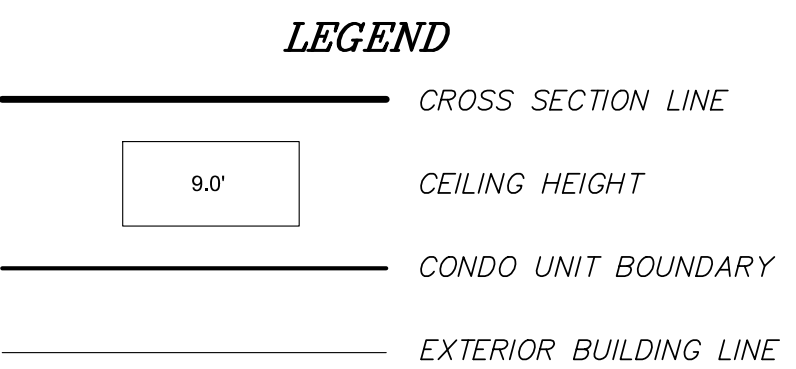 LEGEND
CROSS SECTION LINE
9.0' CEILING HEIGHT
CONDO UNIT BOUNDARY
EXTERIOR BUILDING LINE